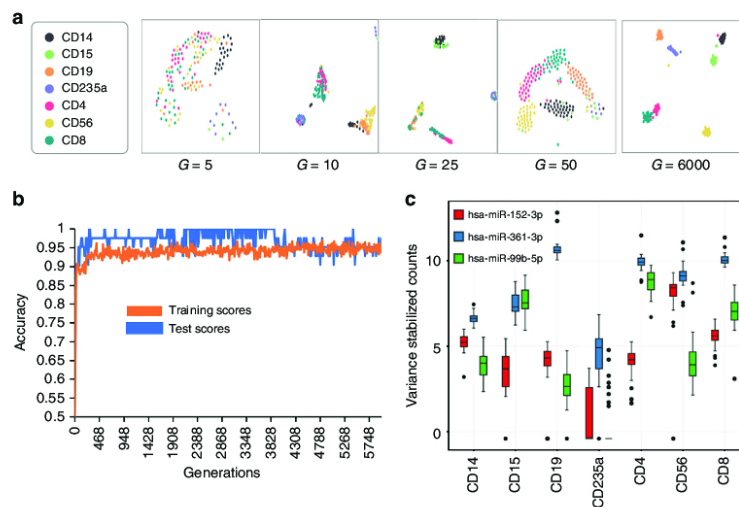 a
CD14
CD15
CD19
CD235a
CD4
CD56
CD8
G = 5
G = 10
G = 25
G = 50
G = 6000
b
1
0.95
0.9
0.85
0.8
0.75
0.7
0.65
0.6
0.55
0.5
Accuracy
Training scores
Test scores
0
468
948
1428
1908
2388
2868
3348
3828
4308
4788
5268
5748
Generations
c
hsa-miR-152-3p
hsa-miR-361-3p
hsa-miR-99b-5p
Variance stabilized counts
10
5
0
CD14
CD15
CD19
CD235a
CD4
CD56
CD8